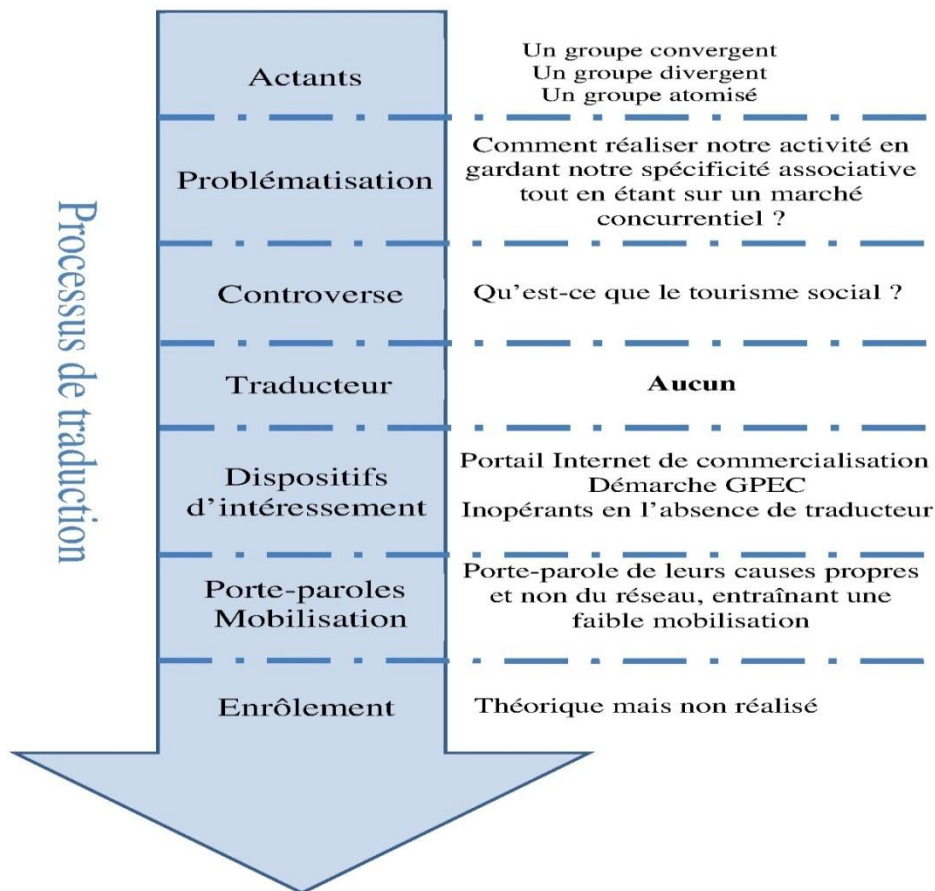 Processus de traduction
Actants
Un groupe convergent
Un groupe divergent
Un groupe atomisé
Problématisation
Comment réaliser notre activité en
gardant notre spécificité associative
tout en étant sur un marché
concurrentiel ?
Controverse
Qu’est-ce que le tourisme social ?
Traducteur
Aucun
Dispositifs
d’intéressement
Portail Internet de commercialisation
Démarche GPEC
Inopérants en l’absence de traducteur
Porte-paroles
Mobilisation
Porte-parole de leurs causes propres
et non du réseau, entraînant une
faible mobilisation
Enrôlement
Théorique mais non réalisé